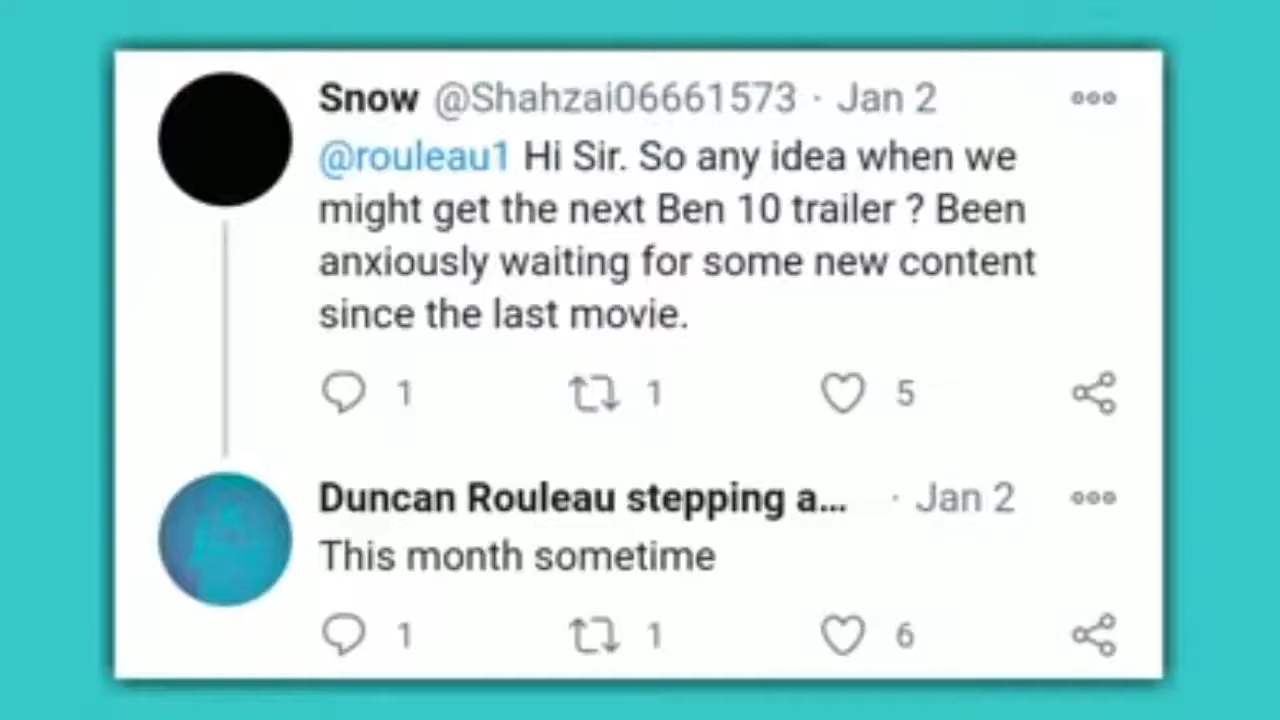 Snow @Shahzai06661573 · Jan 2
@rouleau1 Hi Sir. So any idea when we
might get the next Ben 10 trailer ? Been
anxiously waiting for some new content
since the last movie.
1 1 5
Duncan Rouleau stepping a... · Jan 2
This month sometime
1 1 6